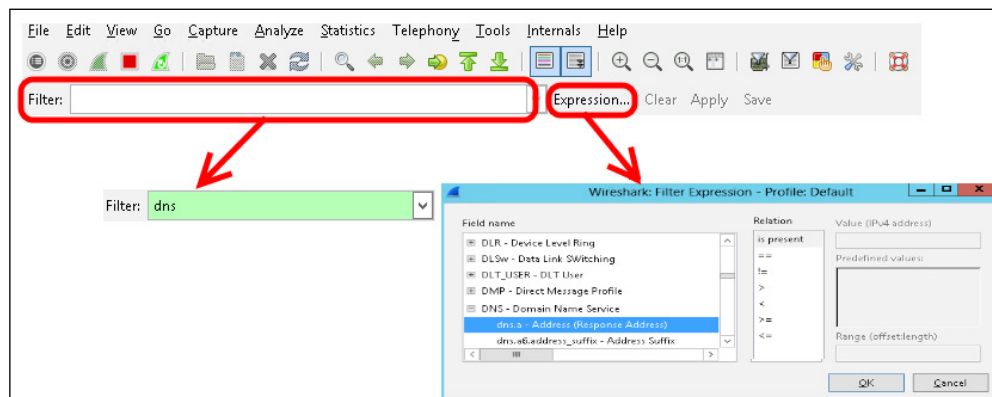 File Edit View Go Capture Analyze Statistics Telephony Tools Internals Help
Filter: Expression... Clear Apply Save
Filter: dns
Wireshark: Filter Expression - Profile: Default
Field name
Relation
Value (IPv4 address)
DLR - Device Level Ring
is present
DLSw - Data Link SWitching
==
Predefined values:
DLT_USER - DLT User
!=
DMP - Direct Message Profile
>
DNS - Domain Name Service
<
dns.a - Address (Response Address)
>=
dns.a6.address_suffix - Address Suffix
<=
Range (offset:length)
OK Cancel